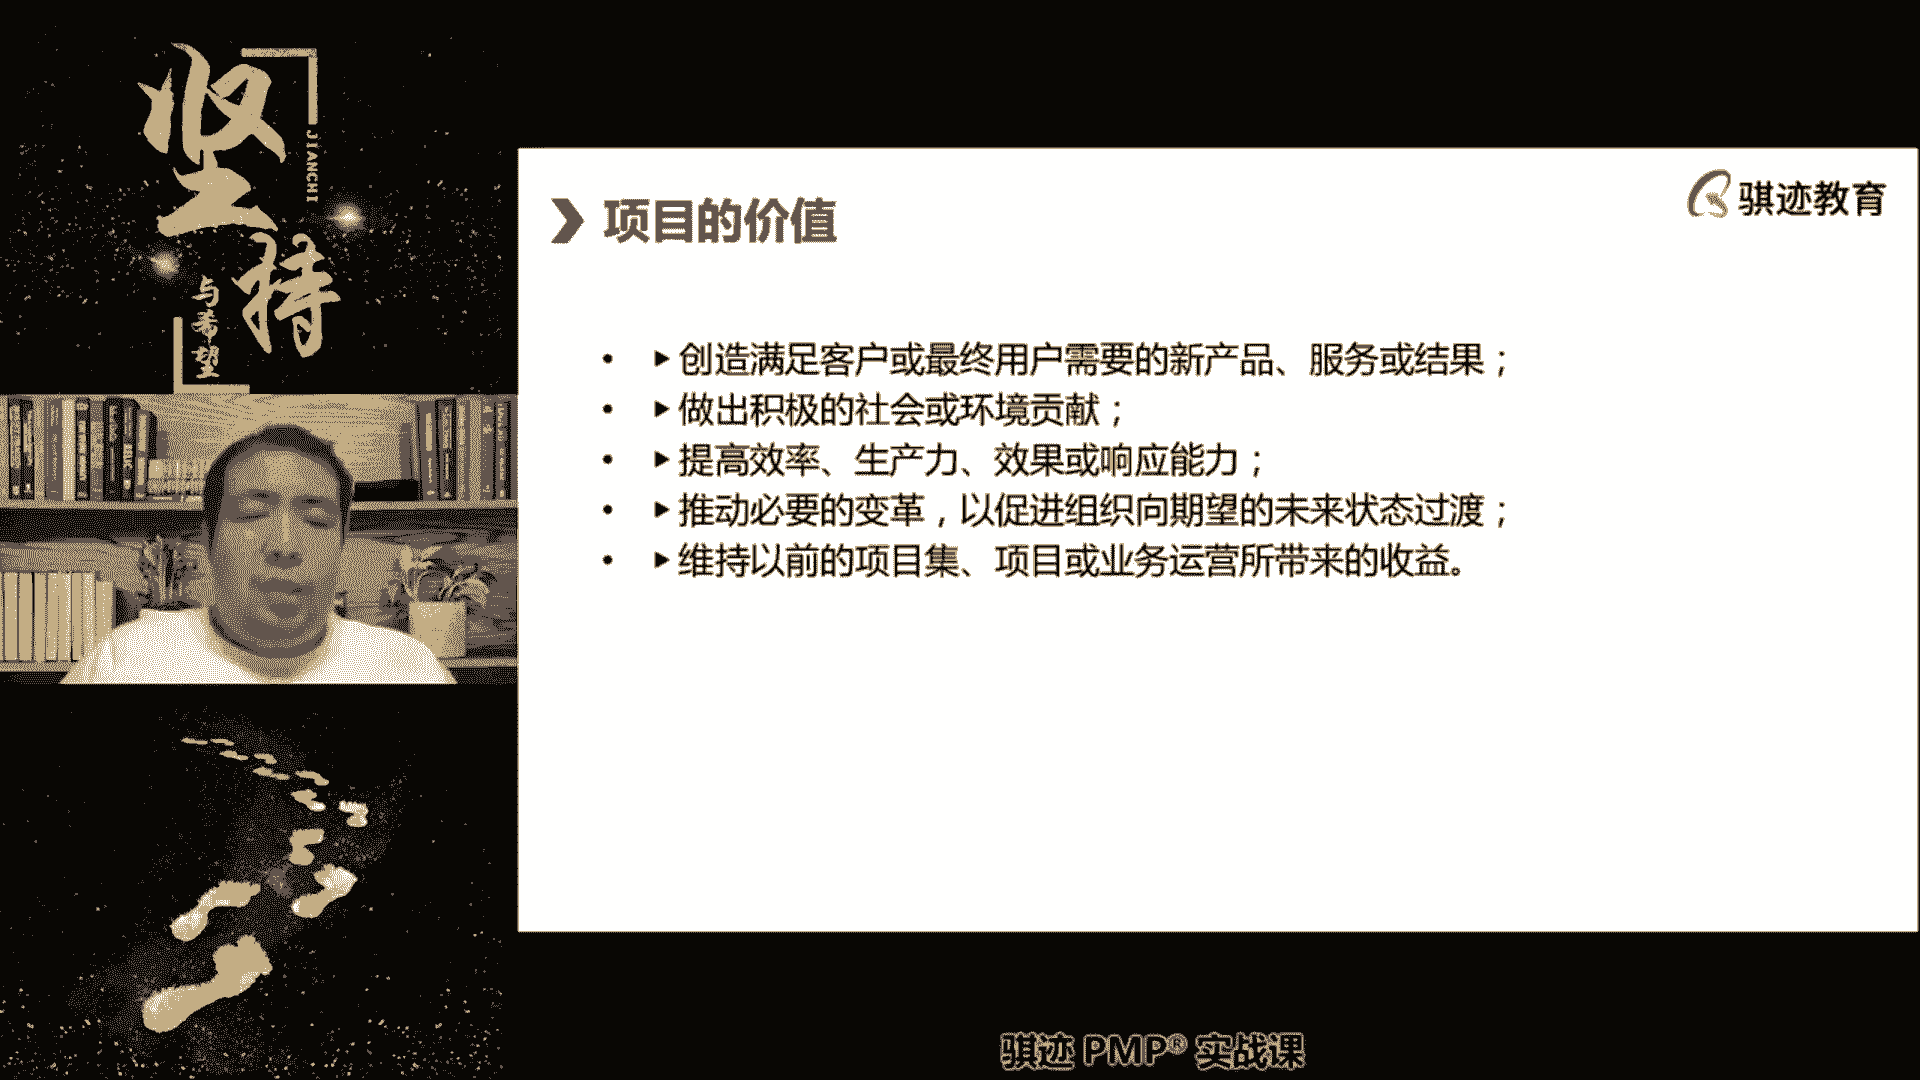 坚持
JIANCHI
与希望
骐迹教育
项目的价值
• ▶创造满足客户或最终用户需要的新产品、服务或结果；
• ▶做出积极的社会或环境贡献；
• ▶提高效率、生产力、效果或响应能力；
• ▶推动必要的变革，以促进组织向期望的未来状态过渡；
• ▶维持以前的项目集、项目或业务运营所带来的收益。
骐迹 PMP® 实战课